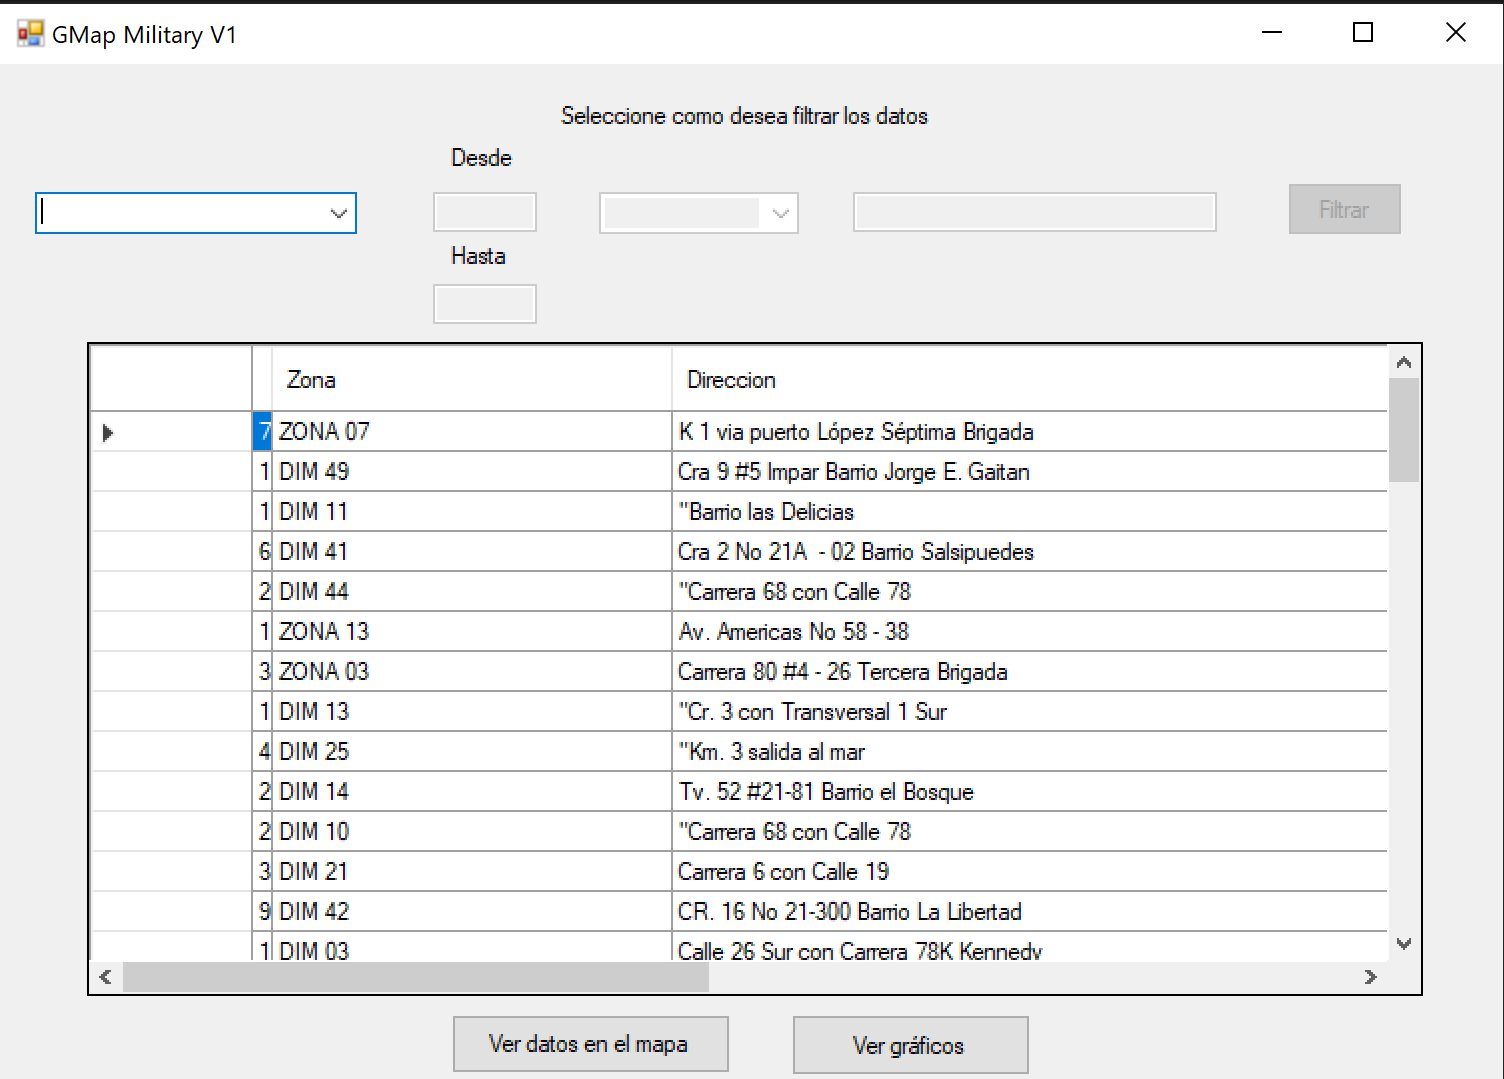 GMap Military V1
Seleccione como desea filtrar los datos
Desde
Filtrar
Hasta
Zona Direccion
7 ZONA 07 K 1 via puerto López Séptima Brigada
1 DIM 49 Cra 9 #5 Impar Barrio Jorge E. Gaitan
1 DIM 11 "Barrio las Delicias
6 DIM 41 Cra 2 No 21A  - 02 Barrio Salsipuedes
2 DIM 44 "Carrera 68 con Calle 78
1 ZONA 13 Av. Americas No 58 - 38
3 ZONA 03 Carrera 80 #4 - 26 Tercera Brigada
1 DIM 13 "Cr. 3 con Transversal 1 Sur
4 DIM 25 "Km. 3 salida al mar
2 DIM 14 Tv. 52 #21-81 Barrio el Bosque
2 DIM 10 "Carrera 68 con Calle 78
3 DIM 21 Carrera 6 con Calle 19
9 DIM 42 CR. 16 No 21-300 Barrio La Libertad
1 DIM 03 Calle 26 Sur con Carrera 78K Kennedy
Ver datos en el mapa
Ver gráficos